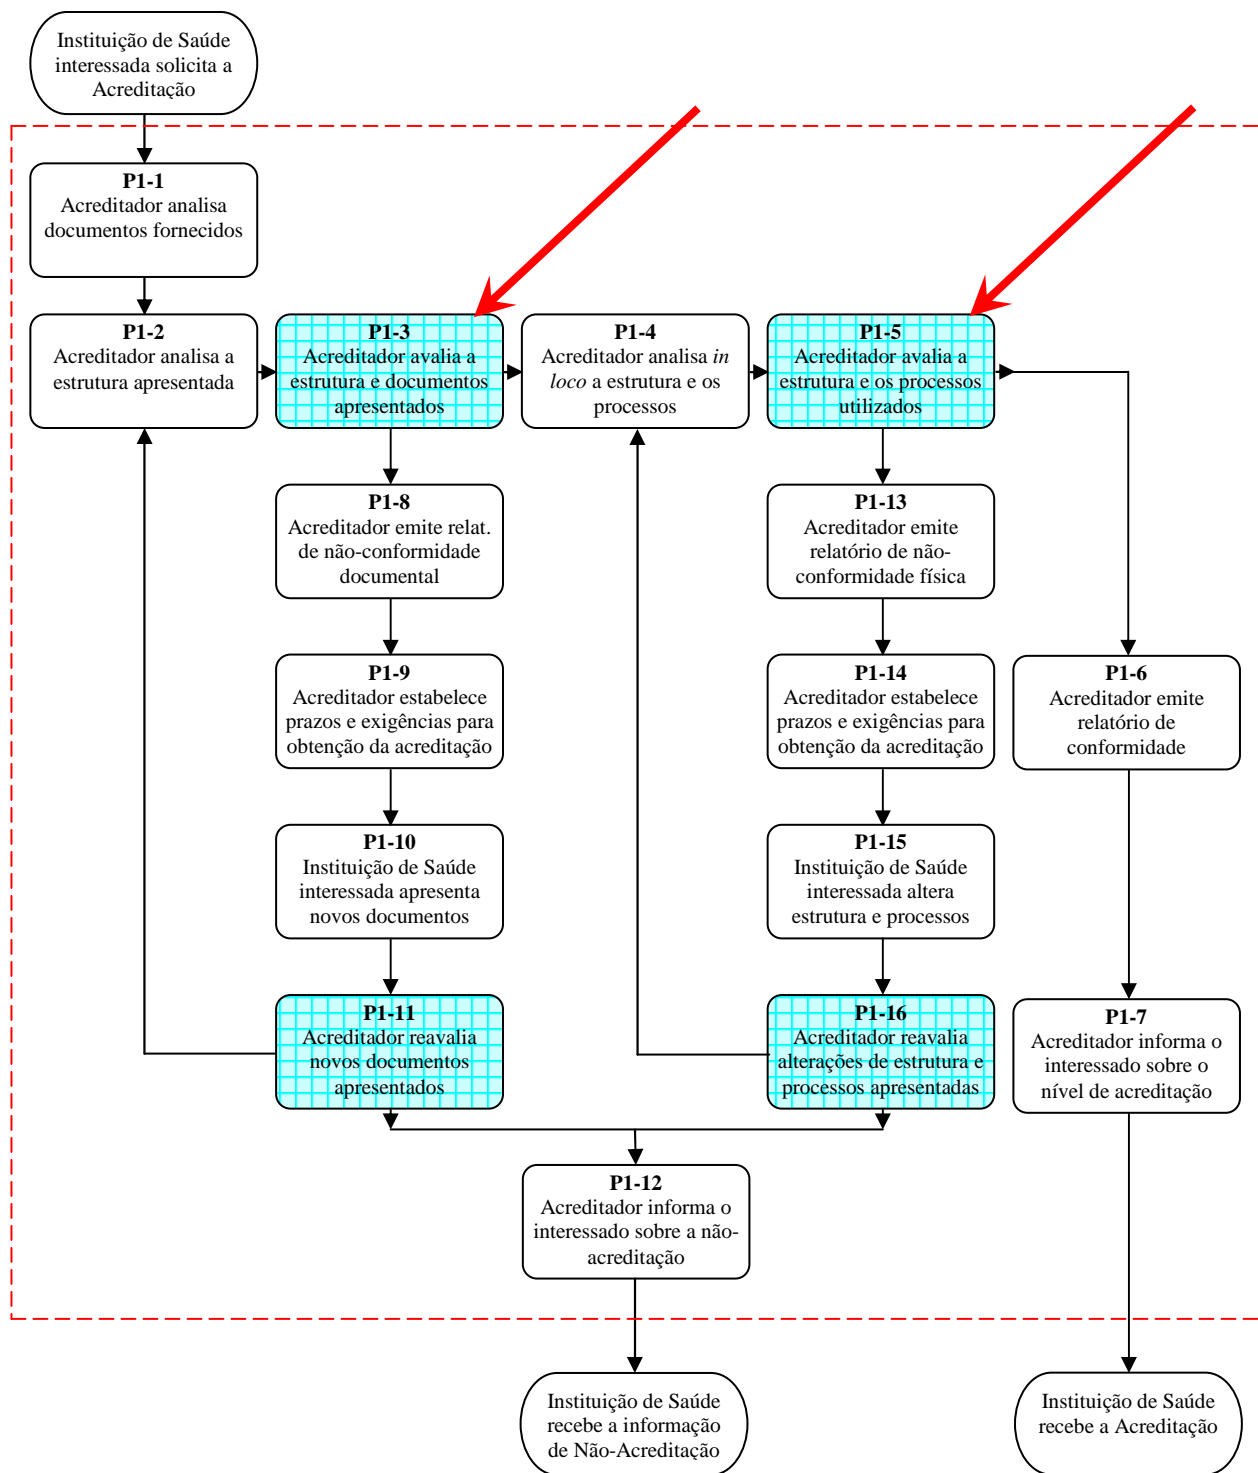 Instituição de Saúde
interessada solicita a
Acreditação
P1-1
Acreditador analisa
documentos fornecidos
P1-2
Acreditador analisa a
estrutura apresentada
P1-3
Acreditador avalia a
estrutura e documentos
apresentados
P1-4
Acreditador analisa in
loco a estrutura e os
processos
P1-5
Acreditador avalia a
estrutura e os processos
utilizados
P1-8
Acreditador emite relat.
de não-conformidade
documental
P1-13
Acreditador emite
relatório de não-
conformidade física
P1-9
Acreditador estabelece
prazos e exigências para
obtenção da acreditação
P1-14
Acreditador estabelece
prazos e exigências para
obtenção da acreditação
P1-6
Acreditador emite
relatório de
conformidade
P1-10
Instituição de Saúde
interessada apresenta
novos documentos
P1-15
Instituição de Saúde
interessada altera
estrutura e processos
P1-11
Acreditador reavalia
novos documentos
apresentados
P1-16
Acreditador reavalia
alterações de estrutura e
processos apresentadas
P1-7
Acreditador informa o
interessado sobre o
nível de acreditação
P1-12
Acreditador informa o
interessado sobre a não-
acreditação
Instituição de Saúde
recebe a informação
de Não-Acreditação
Instituição de Saúde
recebe a Acreditação